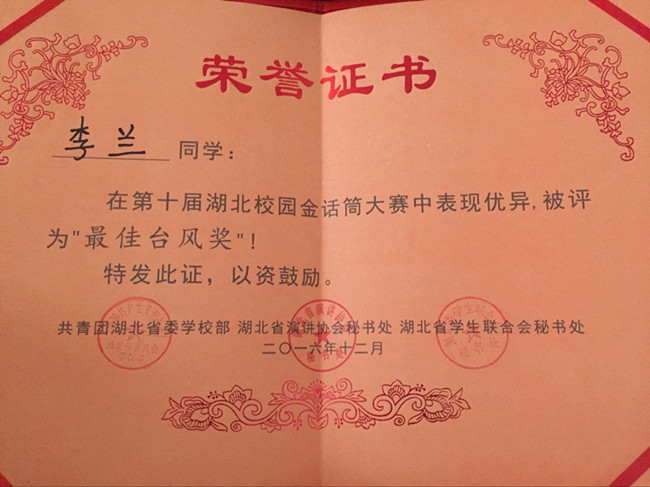 荣誉证书
李兰 同学：
在第十届湖北校园金话筒大赛中表现优异,被评
为"最佳台风奖"！
特发此证，以资鼓励。
共青团湖北省委学校部 湖北省演讲协会秘书处 湖北省学生联合会秘书处
二〇一六年十二月